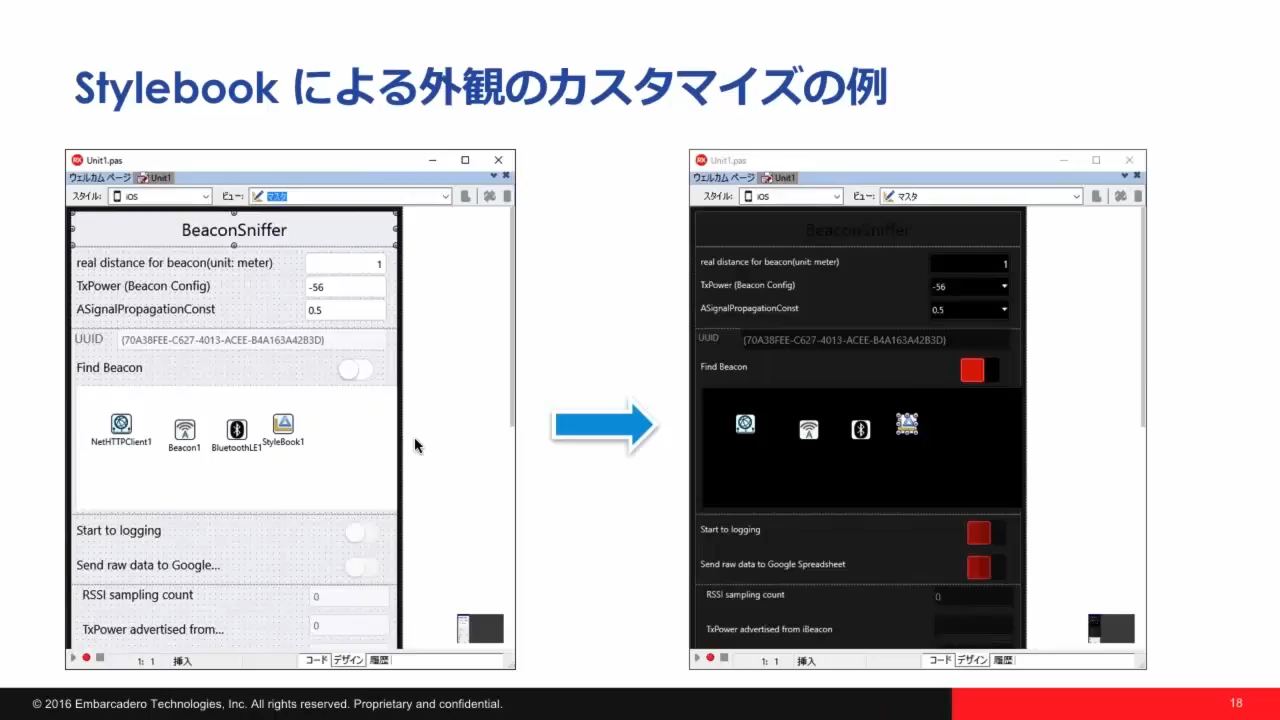 Stylebook による外観のカスタマイズの例
Unit1.pas
ウェルカム ページ Unit1
スタイル: iOS ビュー: マスタ
BeaconSniffer
real distance for beacon(unit: meter) 1
TxPower (Beacon Config) -56
ASignalPropagationConst 0.5
UUID {70A38FEE-C627-4013-ACEE-B4A163A42B3D}
Find Beacon
NetHTTPClient1 Beacon1 BluetoothLE1 StyleBook1
Start to logging
Send raw data to Google...
RSSI sampling count 0
TxPower advertised from... 0
1: 1 挿入 コード デザイン 履歴
Unit1.pas
ウェルカム ページ Unit1
スタイル: iOS ビュー: マスタ
BeaconSniffer
real distance for beacon(unit: meter) 1
TxPower (Beacon Config) -56
ASignalPropagationConst 0.5
UUID {70A38FEE-C627-4013-ACEE-B4A163A42B3D}
Find Beacon
Start to logging
Send raw data to Google Spreadsheet
RSSI sampling count 0
TxPower advertised from iBeacon
1: 1 挿入 コード デザイン 履歴
© 2016 Embarcadero Technologies, Inc. All rights reserved. Proprietary and confidential.
18